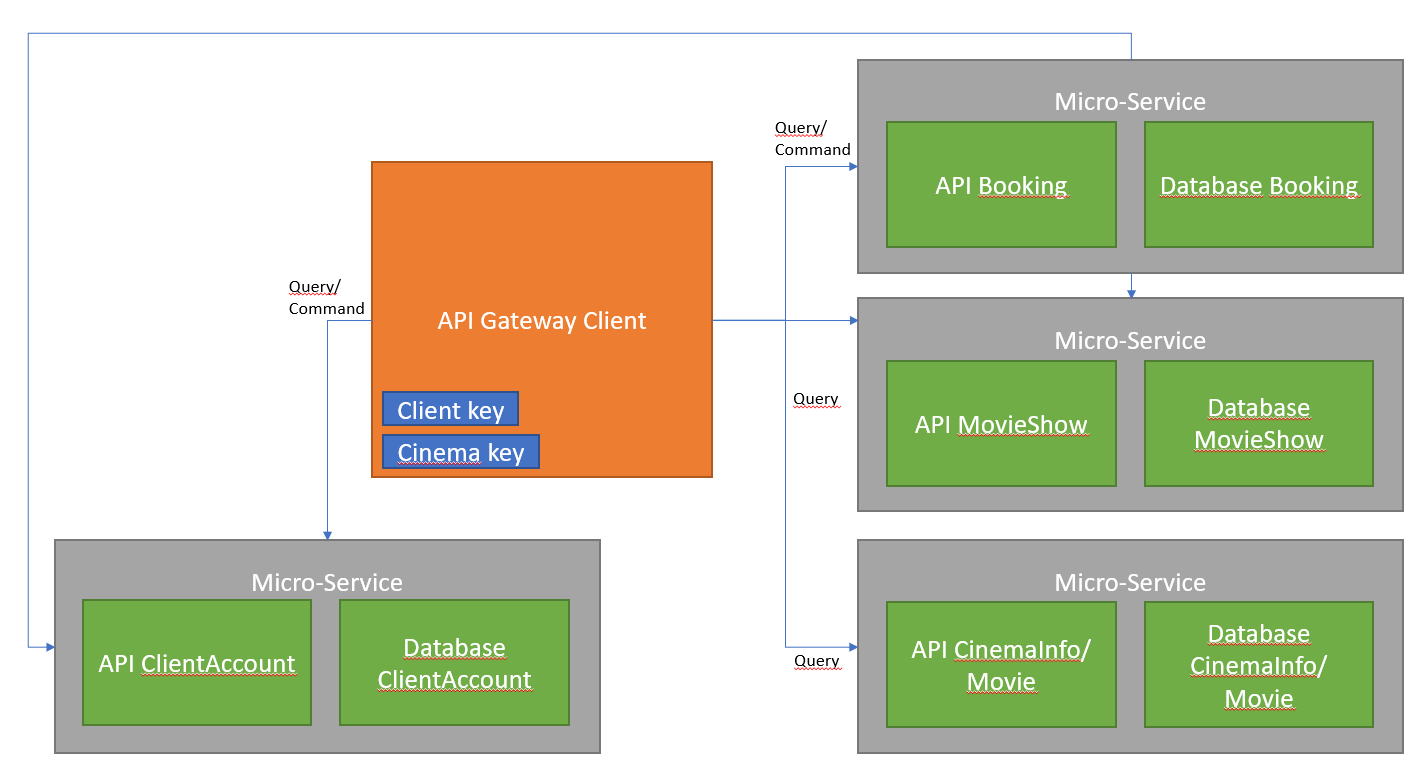 Micro-Service
Query/
Command
API Booking
Database Booking
Query/
Command
API Gateway Client
Client key
Cinema key
Micro-Service
Query
API MovieShow
Database
MovieShow
Micro-Service
API ClientAccount
Database
ClientAccount
Micro-Service
Query
API CinemaInfo/
Movie
Database
CinemaInfo/
Movie